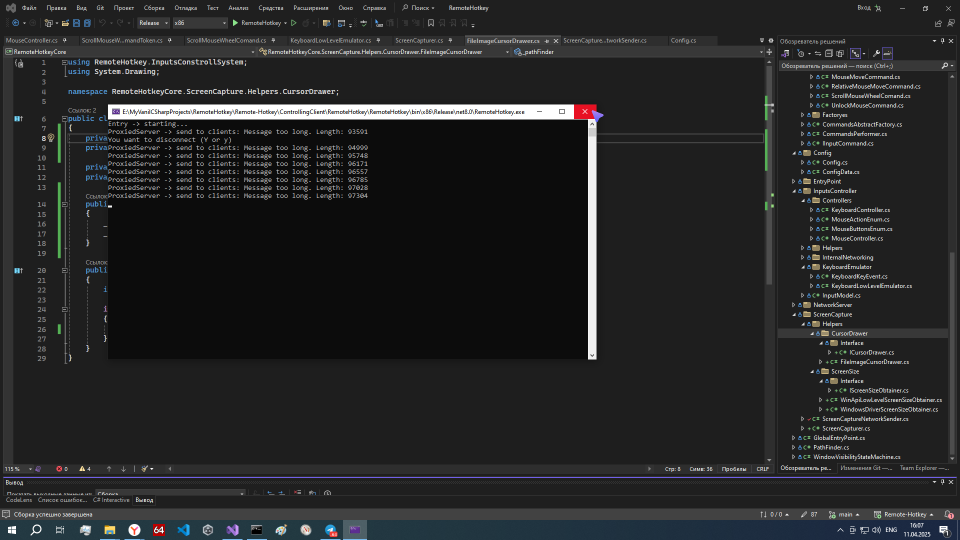 Файл Правка Вид Git Проект Сборка Отладка Тест Анализ Средства Расширения Окно Справка Поиск RemoteHotkey Вход
Release x86 RemoteHotkey
MouseController.cs ScrollMouseW...mandToken.cs ScrollMouseWheelComand.cs KeyboardLowLevelEmulator.cs ScreenCapturer.cs FileImageCursorDrawer.cs ScreenCapture...tworkSender.cs Config.cs
RemoteHotkeyCore RemoteHotkeyCore.ScreenCapture.Helpers.CursorDrawer.FileImageCursorDrawer _pathFinder
1 using RemoteHotkey.InputsConstrollSystem;
2 using System.Drawing;
3
4 namespace RemoteHotkeyCore.ScreenCapture.Helpers.CursorDrawer;
5
Ссылок: 2
6 public c
7 {
8 priva
9 priva
10
11 priva
12 priva
13
Ссылок
14 publi
15 {
16
17
18 }
19
Ссылок
20 publi
21 {
22 i
23
24 i
25 {
26
27 }
28 }
29 }
E:\MyVanilCSharpProjects\RemoteHotkey\Remote-Hotkey\ControllingClient\RemoteHotkey\RemoteHotkey\bin\x86\Release\net8.0\RemoteHotkey.exe
Entry -> starting...
ProxiedServer -> send to clients: Message too long. Length: 93591
You want to disconnect (Y or y)
ProxiedServer -> send to clients: Message too long. Length: 94999
ProxiedServer -> send to clients: Message too long. Length: 95748
ProxiedServer -> send to clients: Message too long. Length: 96171
ProxiedServer -> send to clients: Message too long. Length: 96557
ProxiedServer -> send to clients: Message too long. Length: 96785
ProxiedServer -> send to clients: Message too long. Length: 97028
ProxiedServer -> send to clients: Message too long. Length: 97304
115 % 0 4 Стр: 8 Симв: 36 Пробелы CRLF
Вывод
Показать выходные данные из: Сборка
CodeLens Список ошибок... C# Interactive Вывод
Сборка успешно завершена
0 / 0 87 main Remote-Hotkey
Обозреватель решений
Обозреватель решений — поиск (Ctrl+;)
MouseMoveCommand.cs
RelativeMouseMoveCommand.cs
ScrollMouseWheelComand.cs
UnlockMouseCommand.cs
Factoryes
CommandsAbstractFactory.cs
CommandsPerformer.cs
IInputCommand.cs
Config
Config.cs
ConfigData.cs
EntryPoint
InputsController
Controllers
KeyboardController.cs
MouseActionEnum.cs
MouseButtonsEnum.cs
MouseController.cs
Helpers
InternalNetworking
KeyboardEmulator
KeyboardKeyEvent.cs
KeyboardLowLevelEmulator.cs
InputModel.cs
NetworkServer
ScreenCapture
Helpers
CursorDrawer
Interface
ICursorDrawer.cs
FileImageCursorDrawer.cs
ScreenSize
Interface
IScreenSizeObtainer.cs
WinApiLowLevelScreenSizeObtainer.cs
WindowsDriverScreenSizeObtainer.cs
ScreenCaptureNetworkSender.cs
ScreenCapturer.cs
GlobalEntryPoint.cs
PathFinder.cs
WindowVisibilityStateMachine.cs
Обозреватель ре... Изменения Git —... Team Explorer —...
64
16:07
11.04.2025